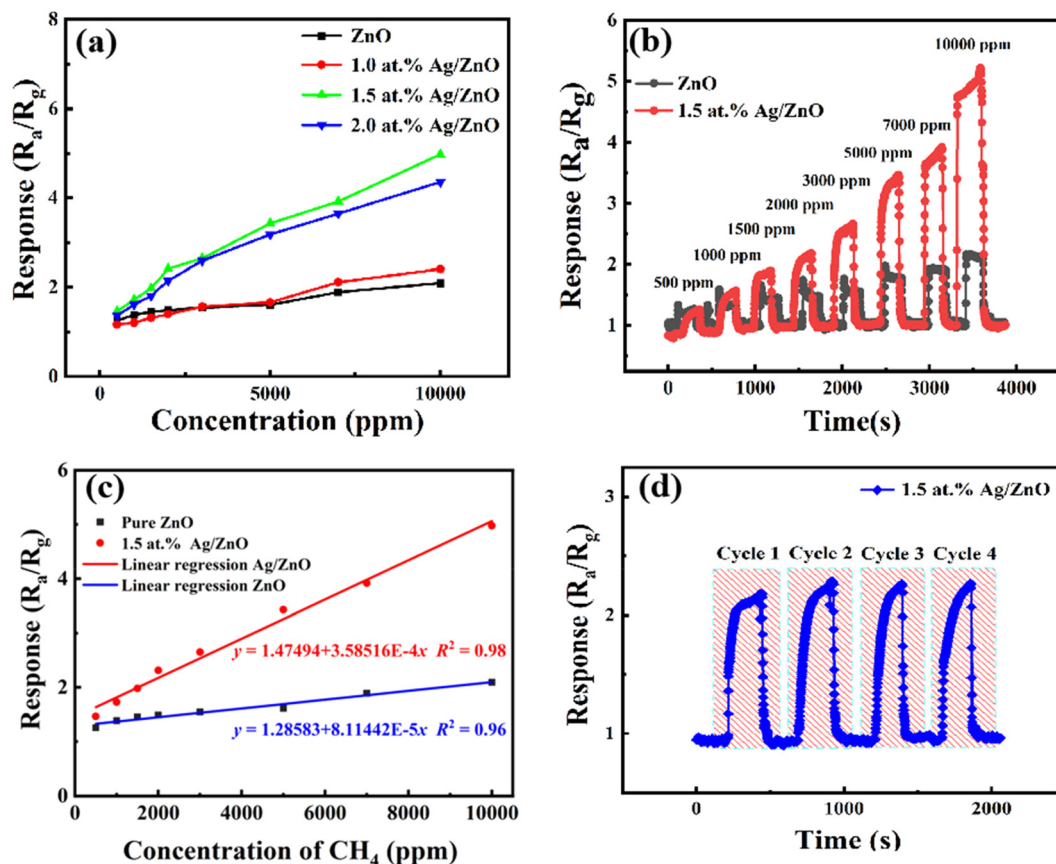 (a)
ZnO
1.0 at.% Ag/ZnO
1.5 at.% Ag/ZnO
2.0 at.% Ag/ZnO
Response (Ra/Rg)
8
6
4
2
0
0
5000
10000
Concentration (ppm)
(b)
ZnO
1.5 at.% Ag/ZnO
500 ppm
1000 ppm
1500 ppm
2000 ppm
3000 ppm
5000 ppm
7000 ppm
10000 ppm
Response (Ra/Rg)
6
5
4
3
2
1
0
1000
2000
3000
4000
Time(s)
(c)
Pure ZnO
1.5 at.% Ag/ZnO
Linear regression Ag/ZnO
Linear regression ZnO
y = 1.47494+3.58516E-4x R² = 0.98
y = 1.28583+8.11442E-5x R² = 0.96
Response (Ra/Rg)
6
4
2
0
0
2000
4000
6000
8000
10000
Concentration of CH₄ (ppm)
(d)
1.5 at.% Ag/ZnO
Cycle 1
Cycle 2
Cycle 3
Cycle 4
Response (Ra/Rg)
3
2
1
0
1000
2000
Time (s)